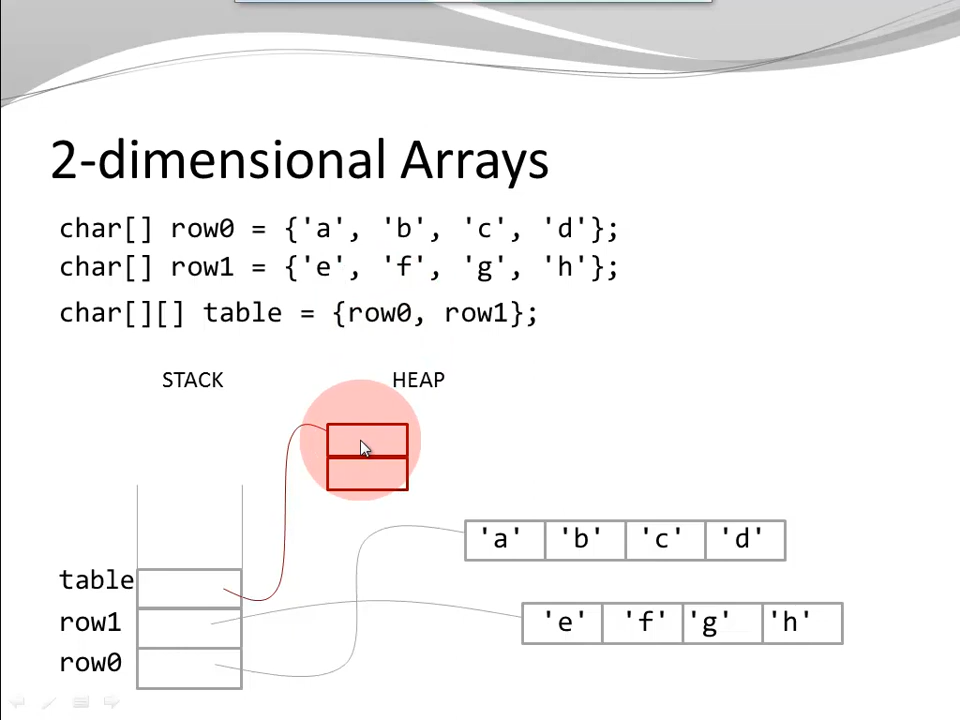 2-dimensional Arrays
char[] row0 = {'a', 'b', 'c', 'd'};
char[] row1 = {'e', 'f', 'g', 'h'};
char[][] table = {row0, row1};
STACK HEAP
'a' 'b' 'c' 'd'
table
row1 'e' 'f' 'g' 'h'
row0